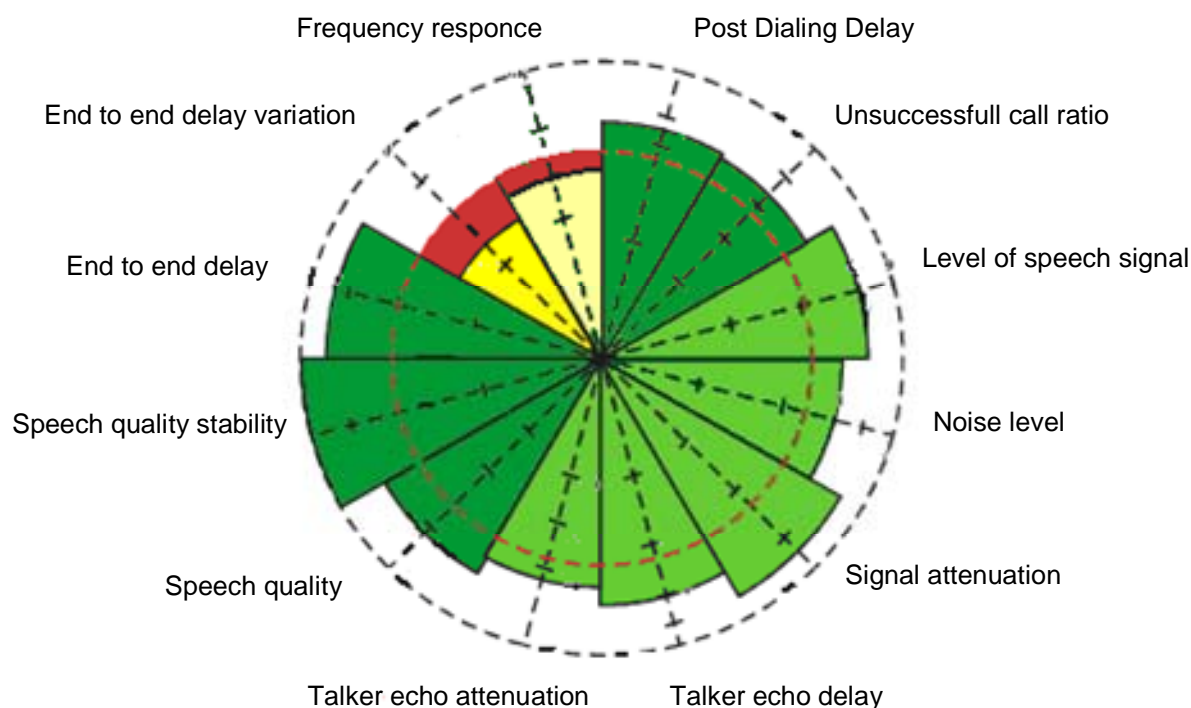 Frequency responce
Post Dialing Delay
End to end delay variation
Unsuccessfull call ratio
End to end delay
Level of speech signal
Speech quality stability
Noise level
Speech quality
Signal attenuation
Talker echo attenuation
Talker echo delay